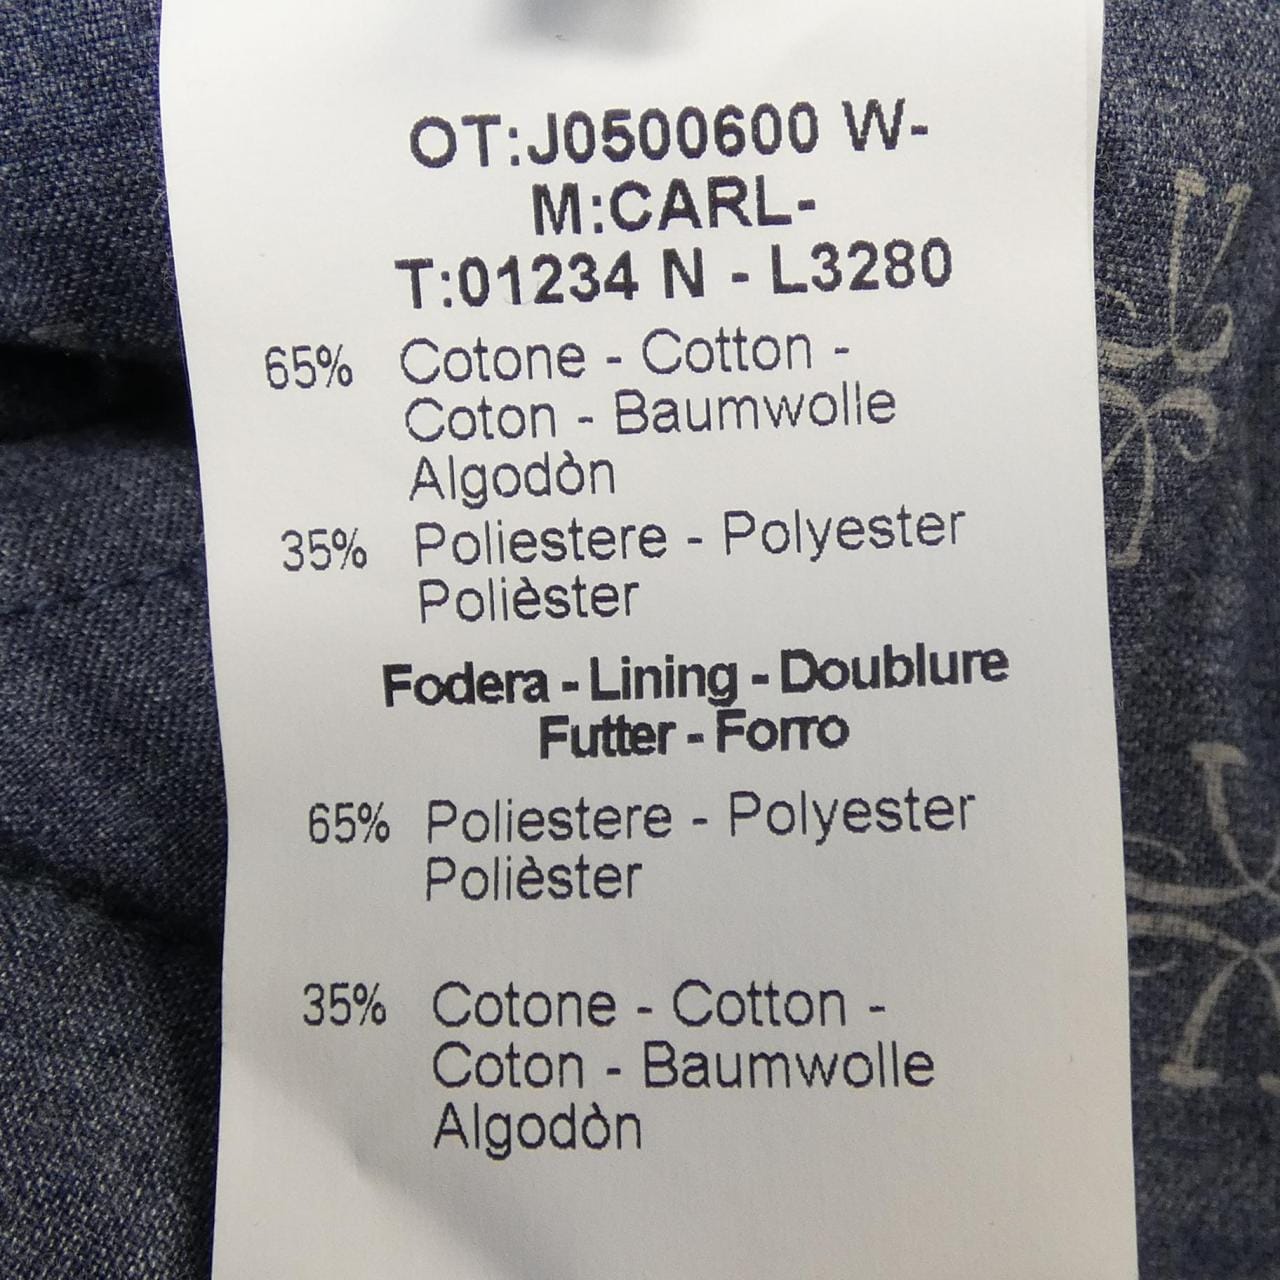 OT:J0500600 W-
M:CARL-
T:01234 N - L3280
65% Cotone - Cotton -
Coton - Baumwolle
Algodòn
35% Poliestere - Polyester
Polièster
Fodera - Lining - Doublure
Futter - Forro
65% Poliestere - Polyester
Polièster
35% Cotone - Cotton -
Coton - Baumwolle
Algodòn